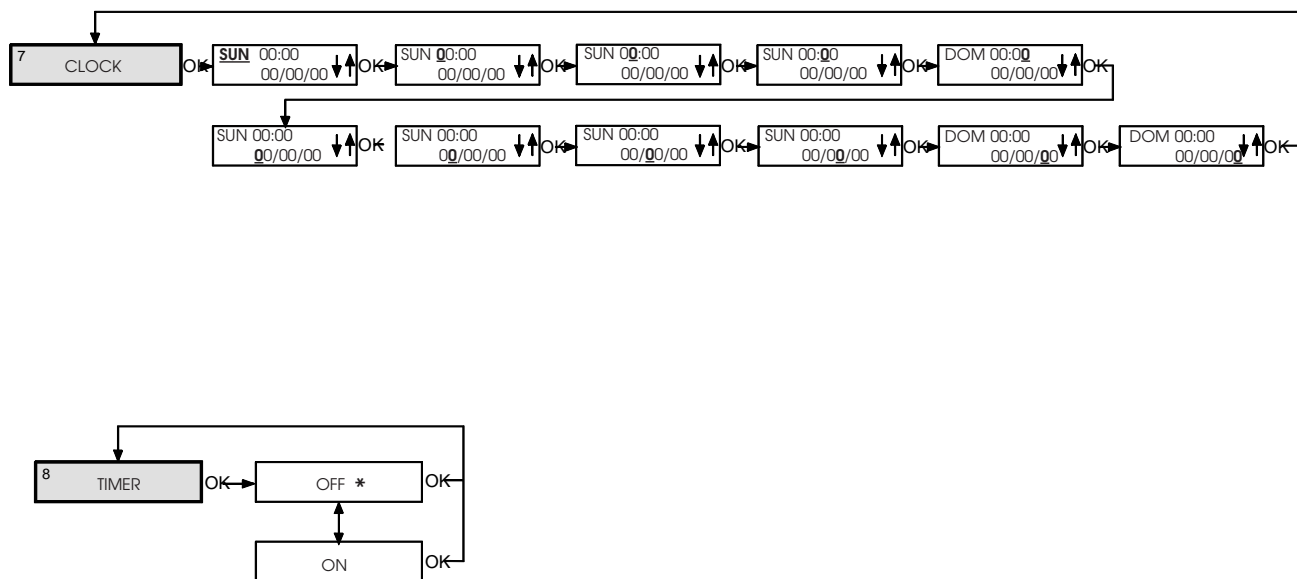 7
CLOCK OK SUN 00:00 OK SUN 00:00 OK SUN 00:00 OK SUN 00:00 OK DOM 00:00 OK
00/00/00 00/00/00 00/00/00 00/00/00 00/00/00
SUN 00:00 OK SUN 00:00 OK SUN 00:00 OK SUN 00:00 OK DOM 00:00 OK DOM 00:00 OK
00/00/00 00/00/00 00/00/00 00/00/00 00/00/00 00/00/00
8
TIMER OK OFF * OK
ON OK